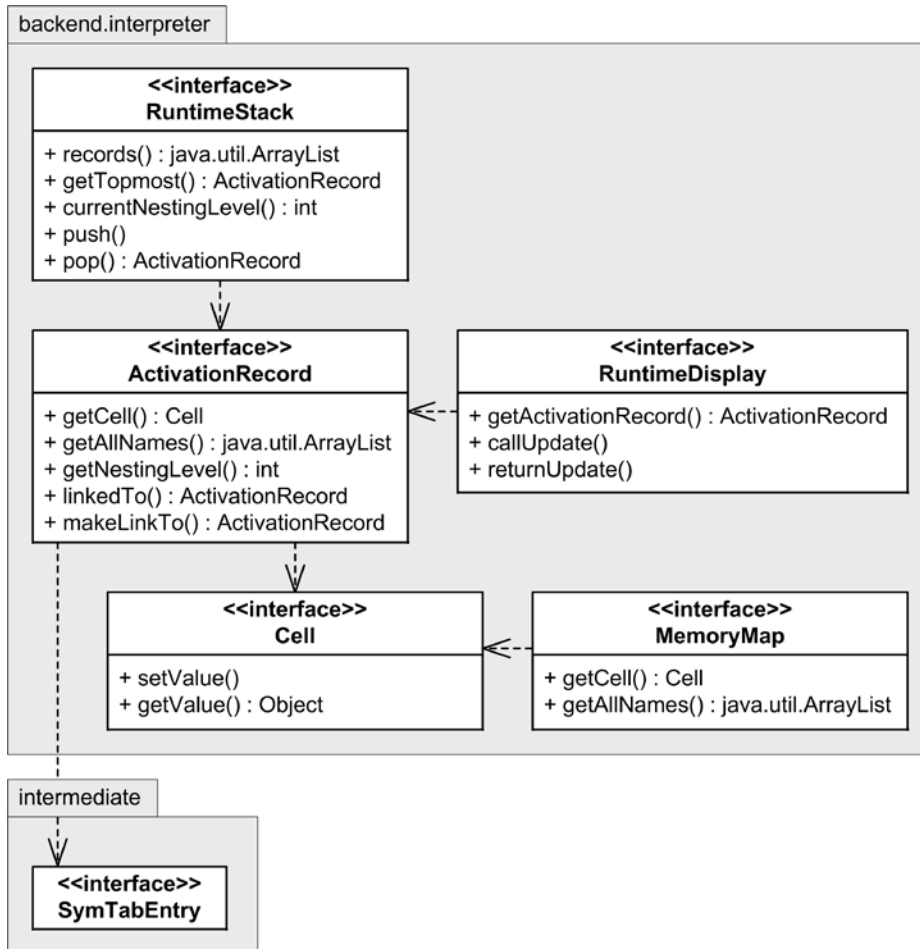 backend.interpreter
<<interface>>
RuntimeStack
+ records() : java.util.ArrayList
+ getTopmost() : ActivationRecord
+ currentNestingLevel() : int
+ push()
+ pop() : ActivationRecord
<<interface>>
ActivationRecord
+ getCell() : Cell
+ getAllNames() : java.util.ArrayList
+ getNestingLevel() : int
+ linkedTo() : ActivationRecord
+ makeLinkTo() : ActivationRecord
<<interface>>
RuntimeDisplay
+ getActivationRecord() : ActivationRecord
+ callUpdate()
+ returnUpdate()
<<interface>>
Cell
+ setValue()
+ getValue() : Object
<<interface>>
MemoryMap
+ getCell() : Cell
+ getAllNames() : java.util.ArrayList
intermediate
<<interface>>
SymTabEntry